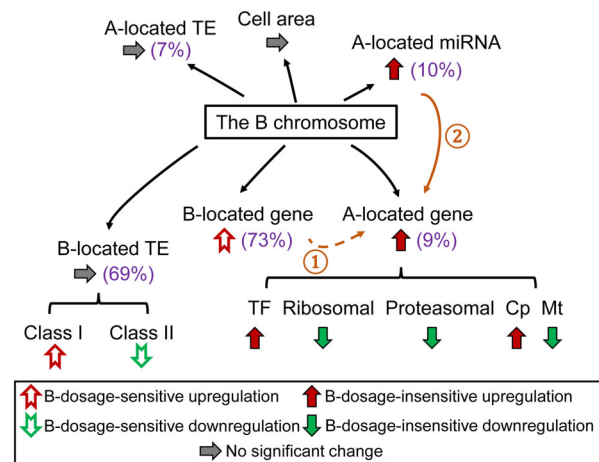 A-located TE
(7%)
Cell area
A-located miRNA
(10%)
The B chromosome
②
B-located gene
(73%)
A-located gene
(9%)
①
B-located TE
(69%)
Class I
Class II
TF Ribosomal Proteasomal Cp Mt
B-dosage-sensitive upregulation
B-dosage-insensitive upregulation
B-dosage-sensitive downregulation
B-dosage-insensitive downregulation
No significant change